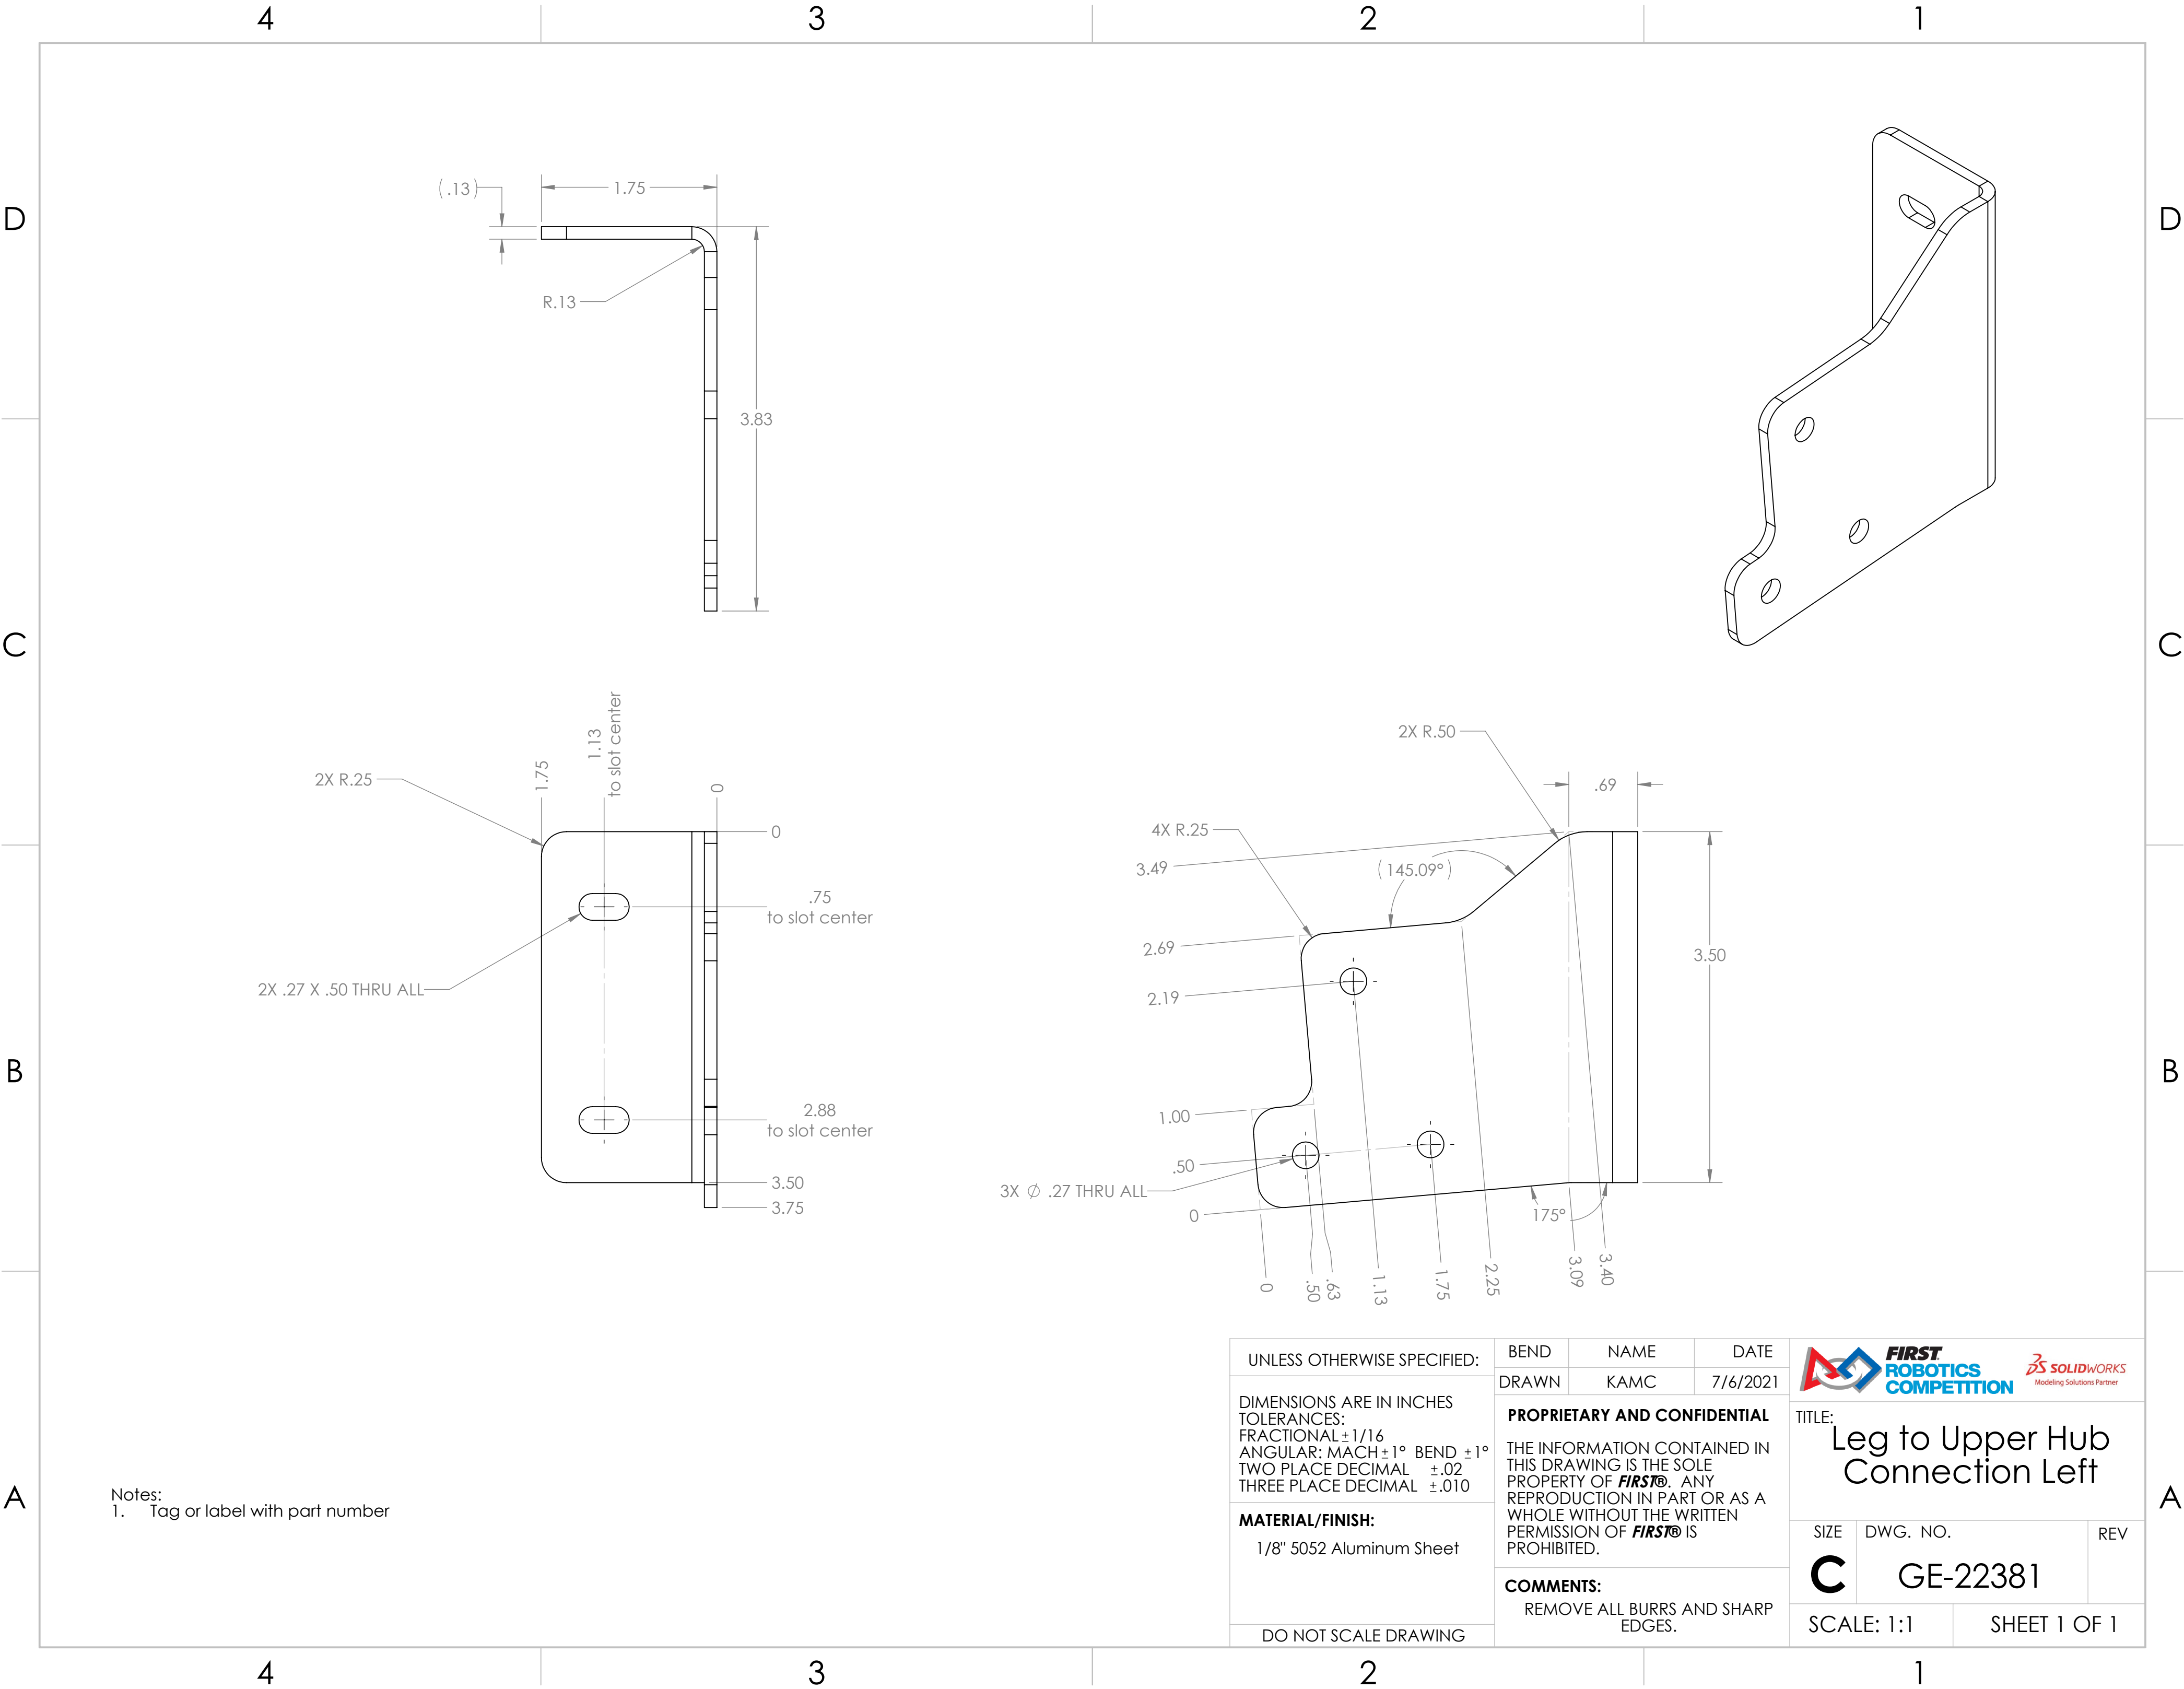 4 3 2 1
D D
C C
B B
A A
(.13)
1.75
R.13
3.83
2X R.25
1.75
1.13
to slot center
0
0
.75
to slot center
2X .27 X .50 THRU ALL
2.88
to slot center
3.50
3.75
2X R.50
.69
4X R.25
3.49
(145.09°)
2.69
3.50
2.19
1.00
.50
3X Ø .27 THRU ALL
0
175°
0
.50
.63
1.13
1.75
2.25
3.09
3.40
Notes:
1. Tag or label with part number
UNLESS OTHERWISE SPECIFIED:
DIMENSIONS ARE IN INCHES
TOLERANCES:
FRACTIONAL ±1/16
ANGULAR: MACH ±1° BEND ±1°
TWO PLACE DECIMAL ±.02
THREE PLACE DECIMAL ±.010
MATERIAL/FINISH:
1/8" 5052 Aluminum Sheet
DO NOT SCALE DRAWING
BEND NAME DATE
DRAWN KAMC 7/6/2021
PROPRIETARY AND CONFIDENTIAL
THE INFORMATION CONTAINED IN
THIS DRAWING IS THE SOLE
PROPERTY OF FIRST®. ANY
REPRODUCTION IN PART OR AS A
WHOLE WITHOUT THE WRITTEN
PERMISSION OF FIRST® IS
PROHIBITED.
COMMENTS:
REMOVE ALL BURRS AND SHARP
EDGES.
FIRST
ROBOTICS
COMPETITION
SOLIDWORKS
Modeling Solutions Partner
TITLE:
Leg to Upper Hub
Connection Left
SIZE DWG. NO. REV
C GE-22381
SCALE: 1:1 SHEET 1 OF 1
4 3 2 1